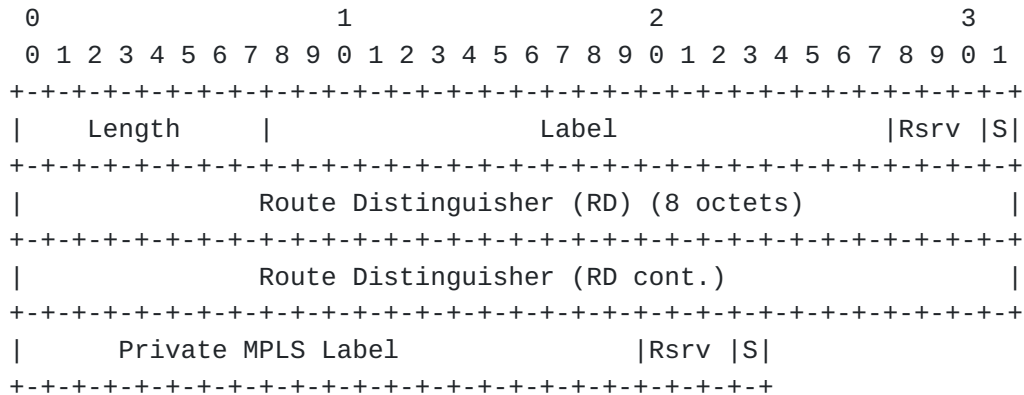 0                   1                   2                   3
 0 1 2 3 4 5 6 7 8 9 0 1 2 3 4 5 6 7 8 9 0 1 2 3 4 5 6 7 8 9 0 1
+-+-+-+-+-+-+-+-+-+-+-+-+-+-+-+-+-+-+-+-+-+-+-+-+-+-+-+-+-+-+-+-+
|    Length     |                 Label                 |Rsrv |S|
+-+-+-+-+-+-+-+-+-+-+-+-+-+-+-+-+-+-+-+-+-+-+-+-+-+-+-+-+-+-+-+-+
|               Route Distinguisher (RD) (8 octets)             |
+-+-+-+-+-+-+-+-+-+-+-+-+-+-+-+-+-+-+-+-+-+-+-+-+-+-+-+-+-+-+-+-+
|               Route Distinguisher (RD cont.)                  |
+-+-+-+-+-+-+-+-+-+-+-+-+-+-+-+-+-+-+-+-+-+-+-+-+-+-+-+-+-+-+-+-+
|      Private MPLS Label               |Rsrv |S|
+-+-+-+-+-+-+-+-+-+-+-+-+-+-+-+-+-+-+-+-+-+-+-+-+